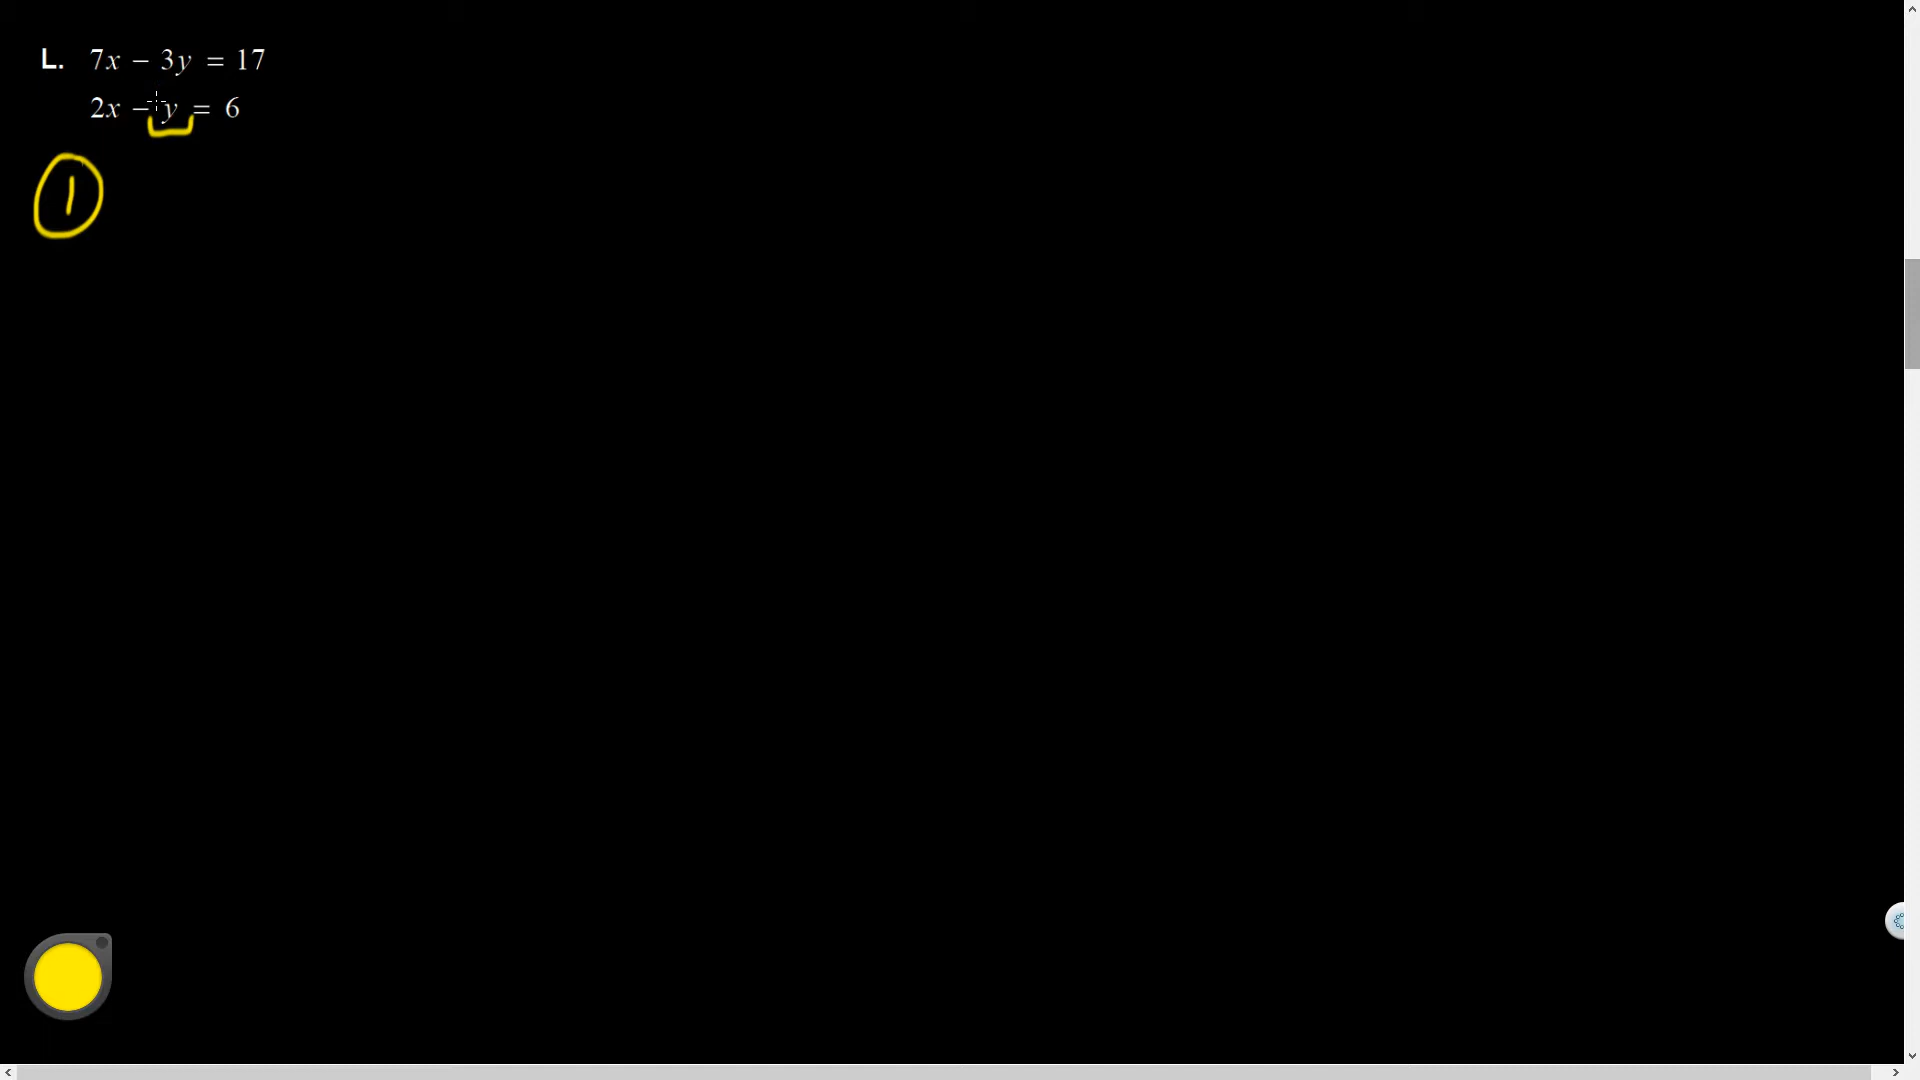 L. 7x − 3y = 17
2x − y = 6
1